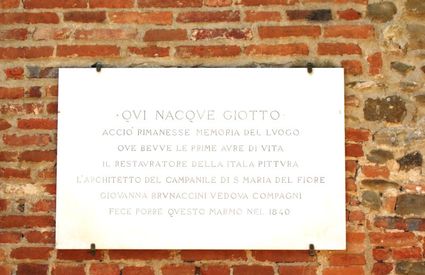 · QVI NACQVE GIOTTO ·
ACCIÒ RIMANESSE MEMORIA DEL LVOGO
OVE BEVVE LE PRIME AVRE DI VITA
IL RESTAVRATORE DELLA ITALA PITTVRA
L'ARCHITETTO DEL CAMPANILE DI S MARIA DEL FIORE
GIOVANNA BRVNACCINI VEDOVA COMPAGNI
FECE PORRE QVESTO MARMO NEL 1840